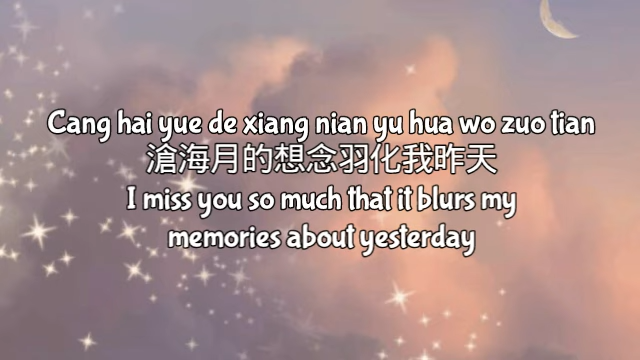 Cang hai yue de xiang nian yu hua wo zuo tian
滄海月的想念羽化我昨天
I miss you so much that it blurs my
memories about yesterday